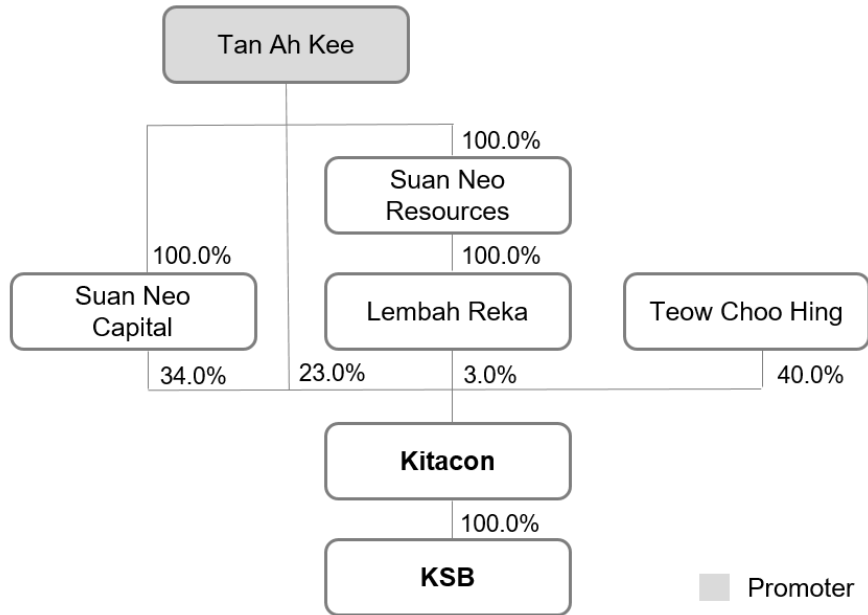 Tan Ah Kee
100.0%
Suan Neo
Resources
100.0%
100.0%
Suan Neo
Capital
Lembah Reka
Teow Choo Hing
34.0%
23.0%
3.0%
40.0%
Kitacon
100.0%
KSB
Promoter